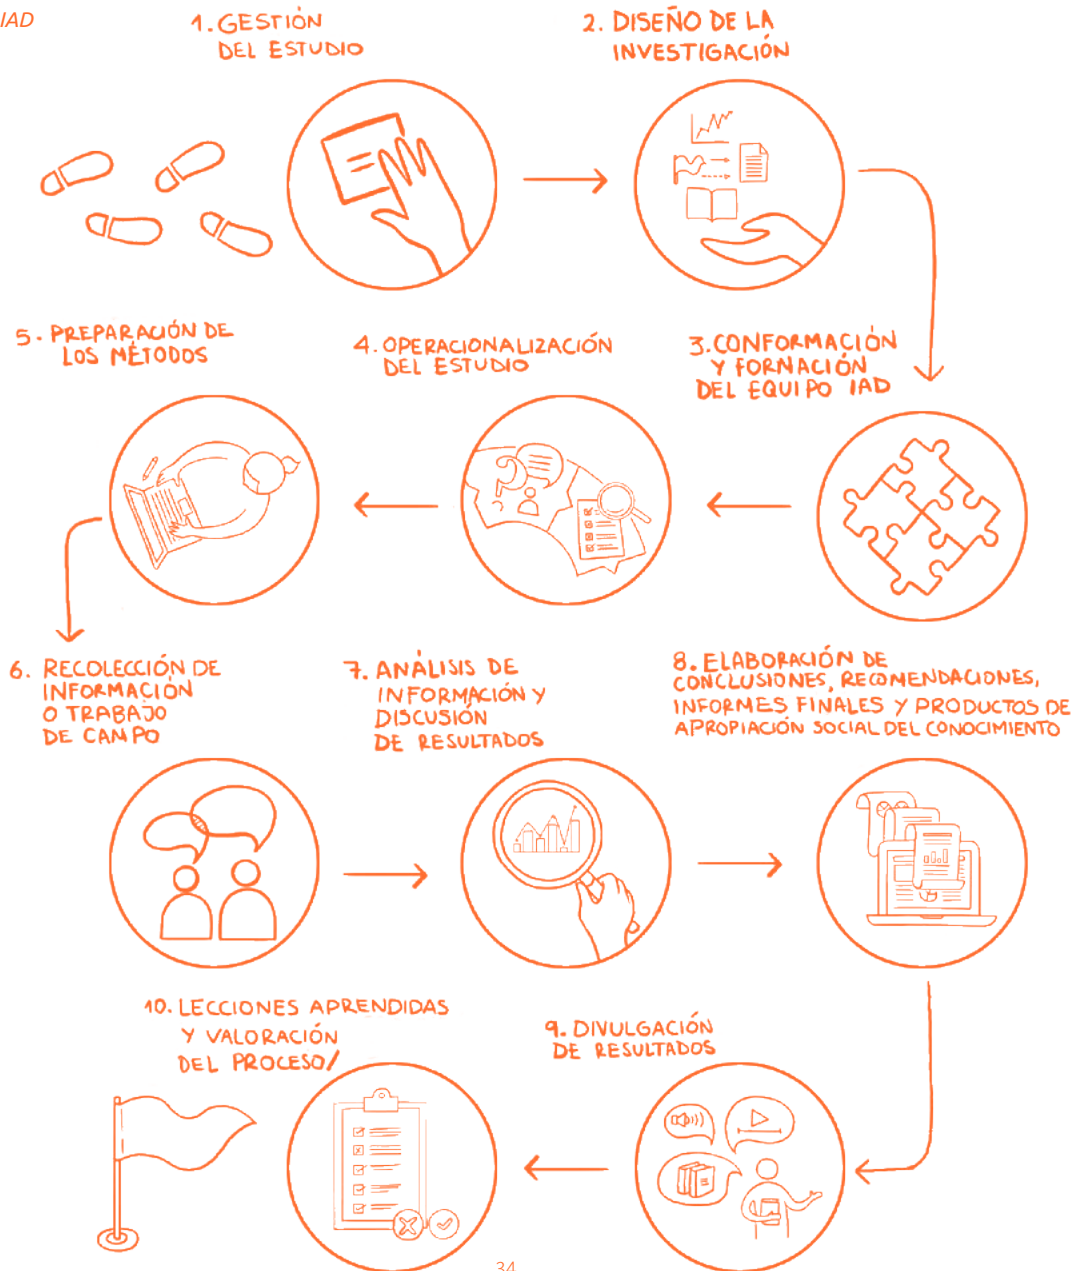 IAD
1. GESTIÓN
DEL ESTUDIO
2. DISEÑO DE LA
INVESTIGACIÓN
3. CONFORMACIÓN
Y FORNACIÓN
DEL EQUIPO IAD
4. OPERACIONALIZACIÓN
DEL ESTUDIO
5. PREPARACIÓN DE
LOS MÉTODOS
6. RECOLECCIÓN DE
INFORMACIÓN
O TRABAJO
DE CANPO
7. ANÁLISIS DE
INFORMACIÓN Y
DISCUSIÓN
DE RESULTADOS
8. ELABORACIÓN DE
CONCLUSIONES, RECOMENDACIONES,
INFORMES FINALES Y PRODUCTOS DE
APROPIACIÓN SOCIAL DEL CONOCIMIENTO
9. DIVULGACIÓN
DE RESULTADOS
10. LECCIONES APRENDIDAS
Y VALORACIÓN
DEL PROCESO/
34